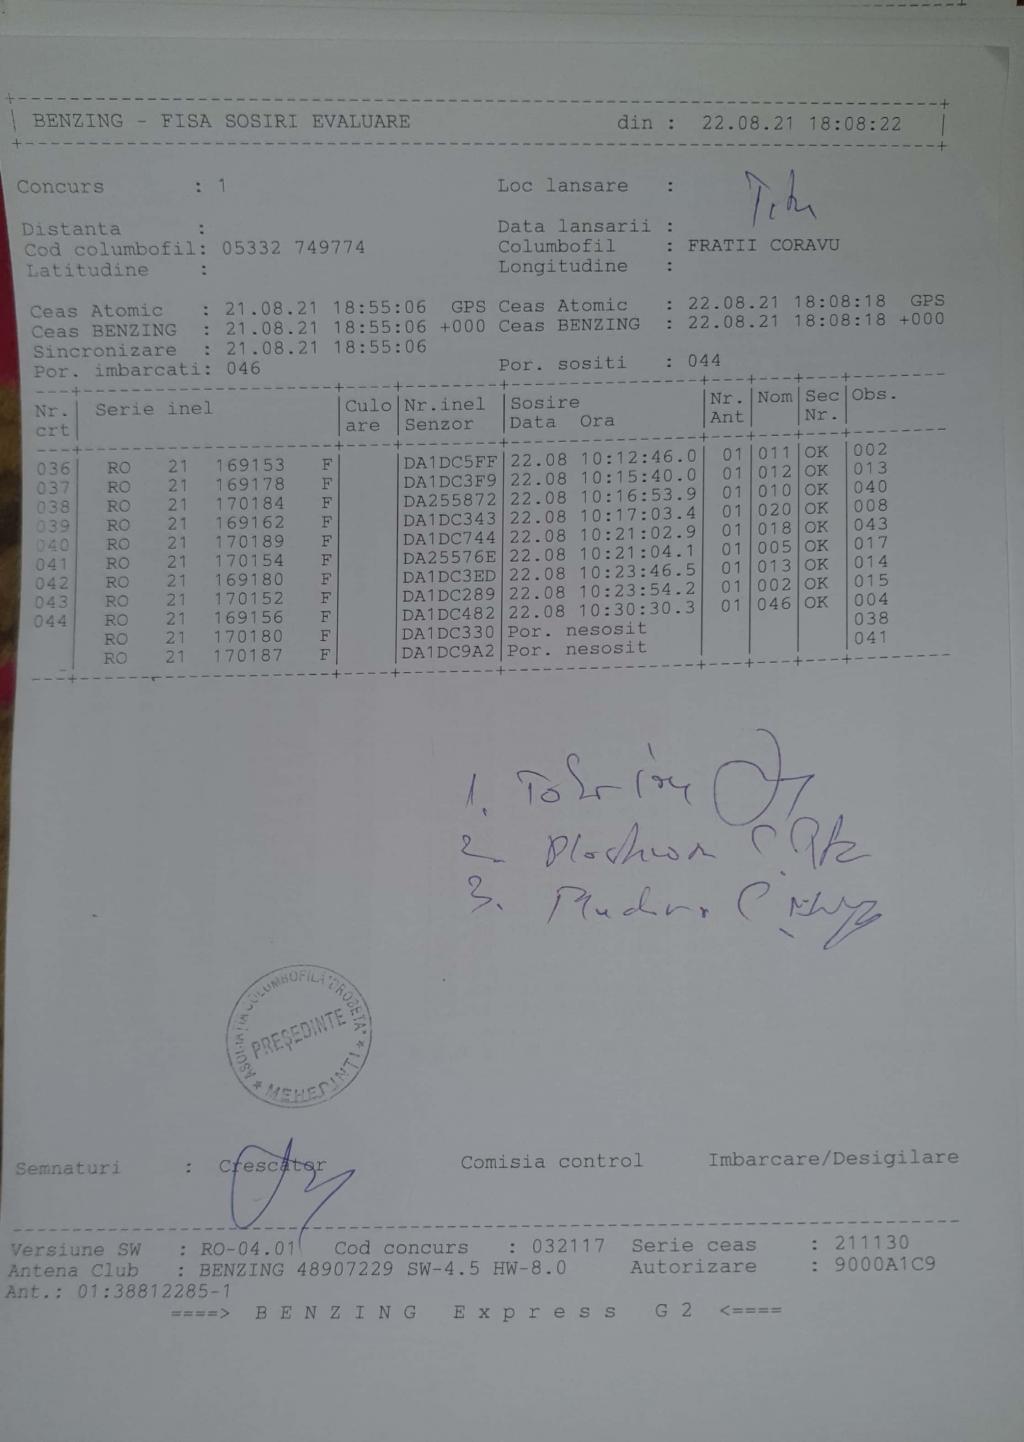 BENZING - FISA SOSIRI EVALUARE din : 22.08.21 18:08:22
Concurs : 1 Loc lansare :
Distanta : Data lansarii :
Cod columbofil: 05332 749774 Columbofil : FRATII CORAVU
Latitudine : Longitudine :
Ceas Atomic : 21.08.21 18:55:06 GPS Ceas Atomic : 22.08.21 18:08:18 GPS
Ceas BENZING : 21.08.21 18:55:06 +000 Ceas BENZING : 22.08.21 18:08:18 +000
Sincronizare : 21.08.21 18:55:06
Por. imbarcati: 046 Por. sositi : 044
Nr. Serie inel Culo Nr.inel Sosire Nr. Nom Sec Obs.
crt are Senzor Data Ora Ant Nr.
036 RO 21 169153 F DA1DC5FF 22.08 10:12:46.0 01 011 OK 002
037 RO 21 169178 F DA1DC3F9 22.08 10:15:40.0 01 012 OK 013
038 RO 21 170184 F DA255872 22.08 10:16:53.9 01 010 OK 040
039 RO 21 169162 F DA1DC343 22.08 10:17:03.4 01 020 OK 008
040 RO 21 170189 F DA1DC744 22.08 10:21:02.9 01 018 OK 043
041 RO 21 170154 F DA25576E 22.08 10:21:04.1 01 005 OK 017
042 RO 21 169180 F DA1DC3ED 22.08 10:23:46.5 01 013 OK 014
043 RO 21 170152 F DA1DC289 22.08 10:23:54.2 01 002 OK 015
044 RO 21 169156 F DA1DC482 22.08 10:30:30.3 01 046 OK 004
RO 21 170180 F DA1DC330 Por. nesosit 038
RO 21 170187 F DA1DC9A2 Por. nesosit 041
1.
2.
3.
ASOCIATIA COLUMBOFILA "DROBETA"
PREŞEDINTE
* MEHEDINTI *
Semnaturi : Crescator Comisia control Imbarcare/Desigilare
Versiune SW : RO-04.01 Cod concurs : 032117 Serie ceas : 211130
Antena Club : BENZING 48907229 SW-4.5 HW-8.0 Autorizare : 9000A1C9
Ant.: 01:38812285-1
====> B E N Z I N G E x p r e s s G 2 <====